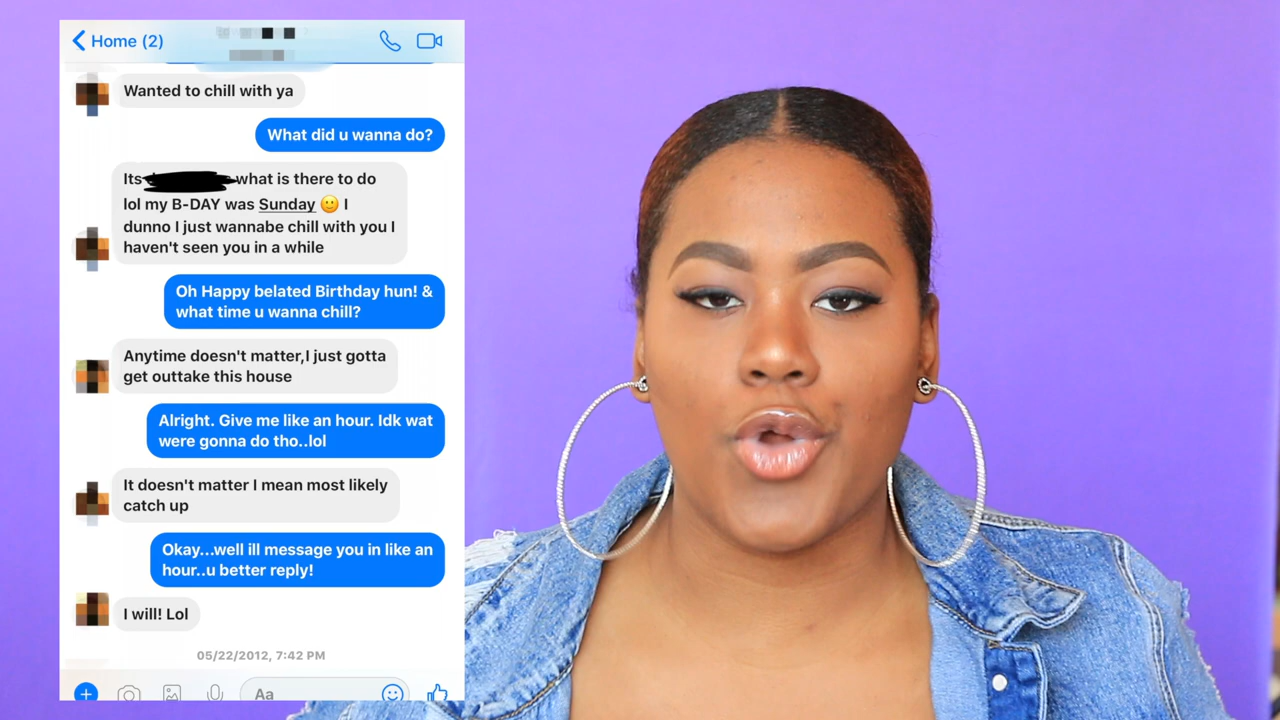 Home (2)
Wanted to chill with ya
What did u wanna do?
Its what is there to do
lol my B-DAY was Sunday 🙂 I
dunno I just wannabe chill with you I
haven't seen you in a while
Oh Happy belated Birthday hun! &
what time u wanna chill?
Anytime doesn't matter,I just gotta
get outtake this house
Alright. Give me like an hour. Idk wat
were gonna do tho..lol
It doesn't matter I mean most likely
catch up
Okay...well ill message you in like an
hour..u better reply!
I will! Lol
05/22/2012, 7:42 PM
Aa